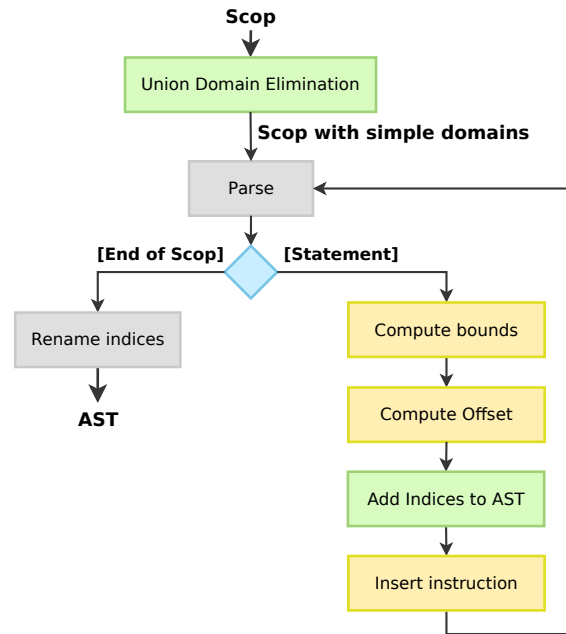 Scop
Union Domain Elimination
Scop with simple domains
Parse
[End of Scop]
[Statement]
Rename indices
Compute bounds
AST
Compute Offset
Add Indices to AST
Insert instruction